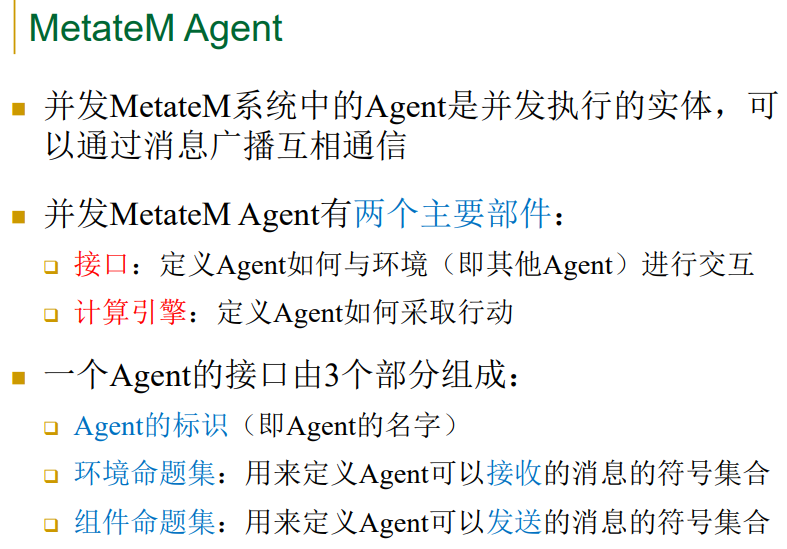 MetateM Agent
并发MetateM系统中的Agent是并发执行的实体，可
以通过消息广播互相通信
并发MetateM Agent有两个主要部件：
接口：定义Agent如何与环境（即其他Agent）进行交互
计算引擎：定义Agent如何采取行动
一个Agent的接口由3个部分组成：
Agent的标识（即Agent的名字）
环境命题集：用来定义Agent可以接收的消息的符号集合
组件命题集：用来定义Agent可以发送的消息的符号集合